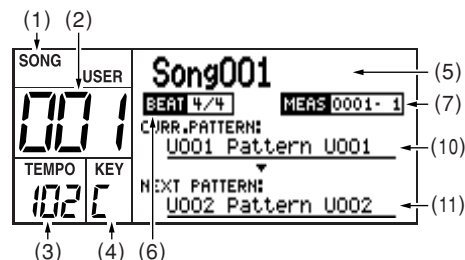 (1) (2)
SONG
USER
001
TEMPO KEY
102 C
(3) (4) (6)
Song001 (5)
BEAT 4/4 MEAS 0001- 1 (7)
CURR.PATTERN:
U001 Pattern U001 (10)
NEXT PATTERN:
U002 Pattern U002 (11)